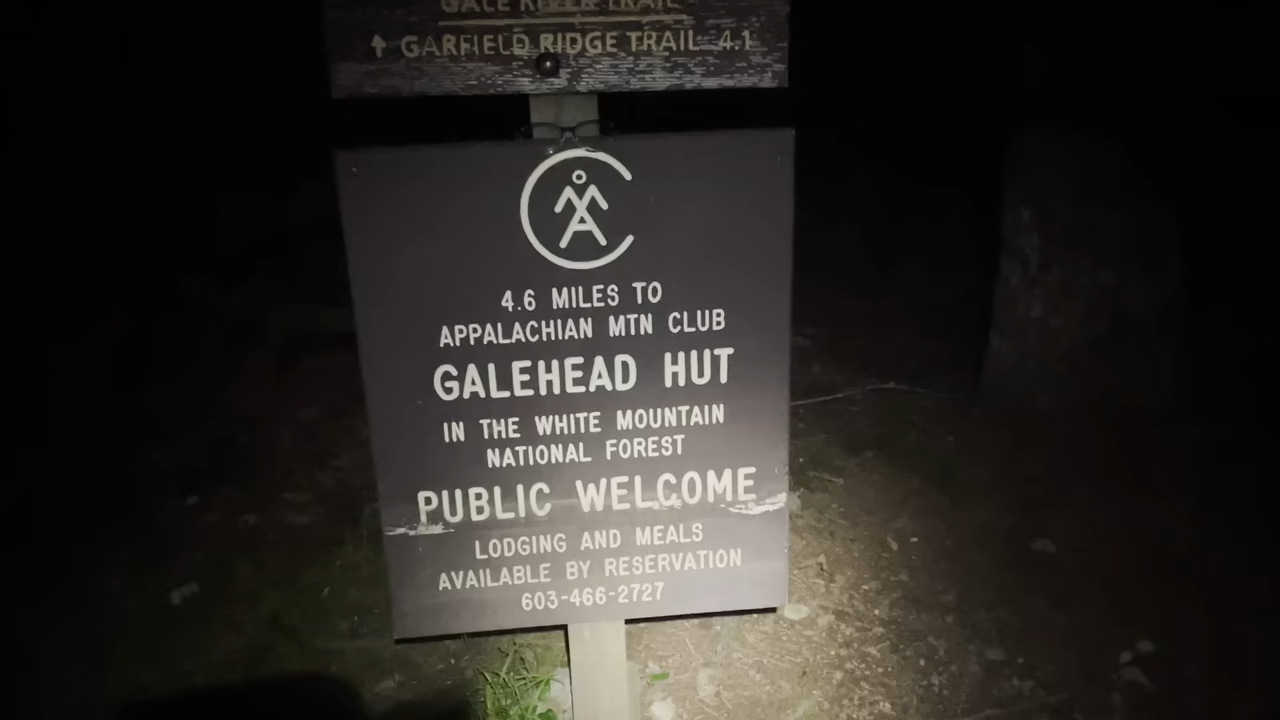 GALE RIVER TRAIL
↑ GARFIELD RIDGE TRAIL 4.1
4.6 MILES TO
APPALACHIAN MTN CLUB
GALEHEAD HUT
IN THE WHITE MOUNTAIN
NATIONAL FOREST
PUBLIC WELCOME
LODGING AND MEALS
AVAILABLE BY RESERVATION
603-466-2727